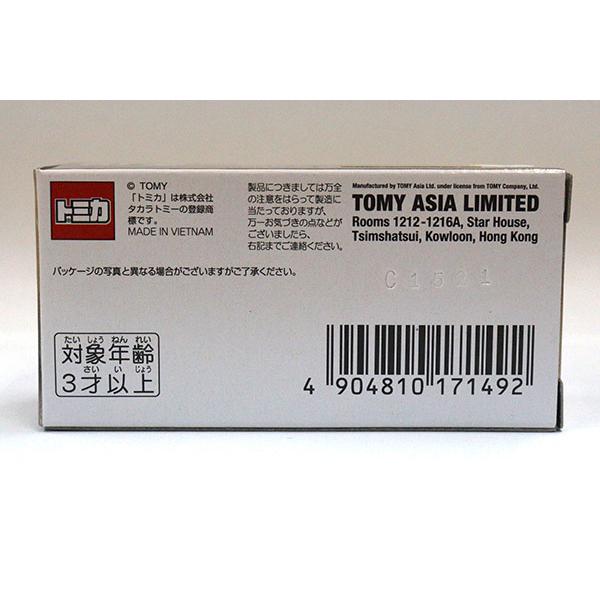 トミカ
© TOMY
「トミカ」は株式会社
タカラトミーの登録商
標です。
MADE IN VIETNAM
製品につきましては万全
の注意をはらって製造に
当たっておりますが、
万一お気づきの点などが
ございましたら、
右記までご連絡ください。
Manufactured by TOMY Asia Ltd. under license from TOMY Company, Ltd.
TOMY ASIA LIMITED
Rooms 1212-1216A, Star House,
Tsimshatsui, Kowloon, Hong Kong
パッケージの写真と異なる場合がございますがご了承ください。
C1521
たい しょう ねん れい
対象年齢
さい い じょう
3才以上
4 904810 171492